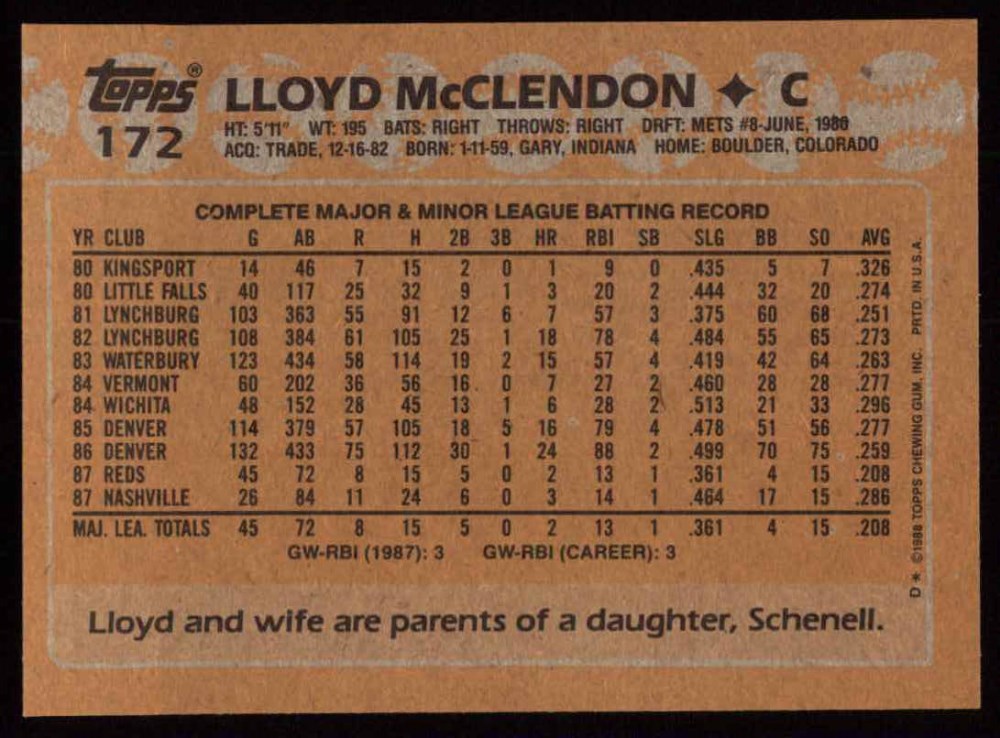 topps® LLOYD McCLENDON ✦ C
172 HT: 5'11" WT: 195 BATS: RIGHT THROWS: RIGHT DRFT: METS #8-JUNE, 1980
ACQ: TRADE, 12-16-82 BORN: 1-11-59, GARY, INDIANA HOME: BOULDER, COLORADO
COMPLETE MAJOR & MINOR LEAGUE BATTING RECORD
YR CLUB G AB R H 2B 3B HR RBI SB SLG BB SO AVG
80 KINGSPORT 14 46 7 15 2 0 1 9 0 .435 5 7 .326
80 LITTLE FALLS 40 117 25 32 9 1 3 20 2 .444 32 20 .274
81 LYNCHBURG 103 363 55 91 12 6 7 57 3 .375 60 68 .251
82 LYNCHBURG 108 384 61 105 25 1 18 78 4 .484 55 65 .273
83 WATERBURY 123 434 58 114 19 2 15 57 4 .419 42 64 .263
84 VERMONT 60 202 36 56 16 0 7 27 2 .460 28 28 .277
84 WICHITA 48 152 28 45 13 1 6 28 2 .513 21 33 .296
85 DENVER 114 379 57 105 18 5 16 79 4 .478 51 56 .277
86 DENVER 132 433 75 112 30 1 24 88 2 .499 70 75 .259
87 REDS 45 72 8 15 5 0 2 13 1 .361 4 15 .208
87 NASHVILLE 26 84 11 24 6 0 3 14 1 .464 17 15 .286
MAJ. LEA. TOTALS 45 72 8 15 5 0 2 13 1 .361 4 15 .208
GW-RBI (1987): 3 GW-RBI (CAREER): 3
Lloyd and wife are parents of a daughter, Schenell.
D* ©1988 TOPPS CHEWING GUM, INC. PRTD. IN U.S.A.